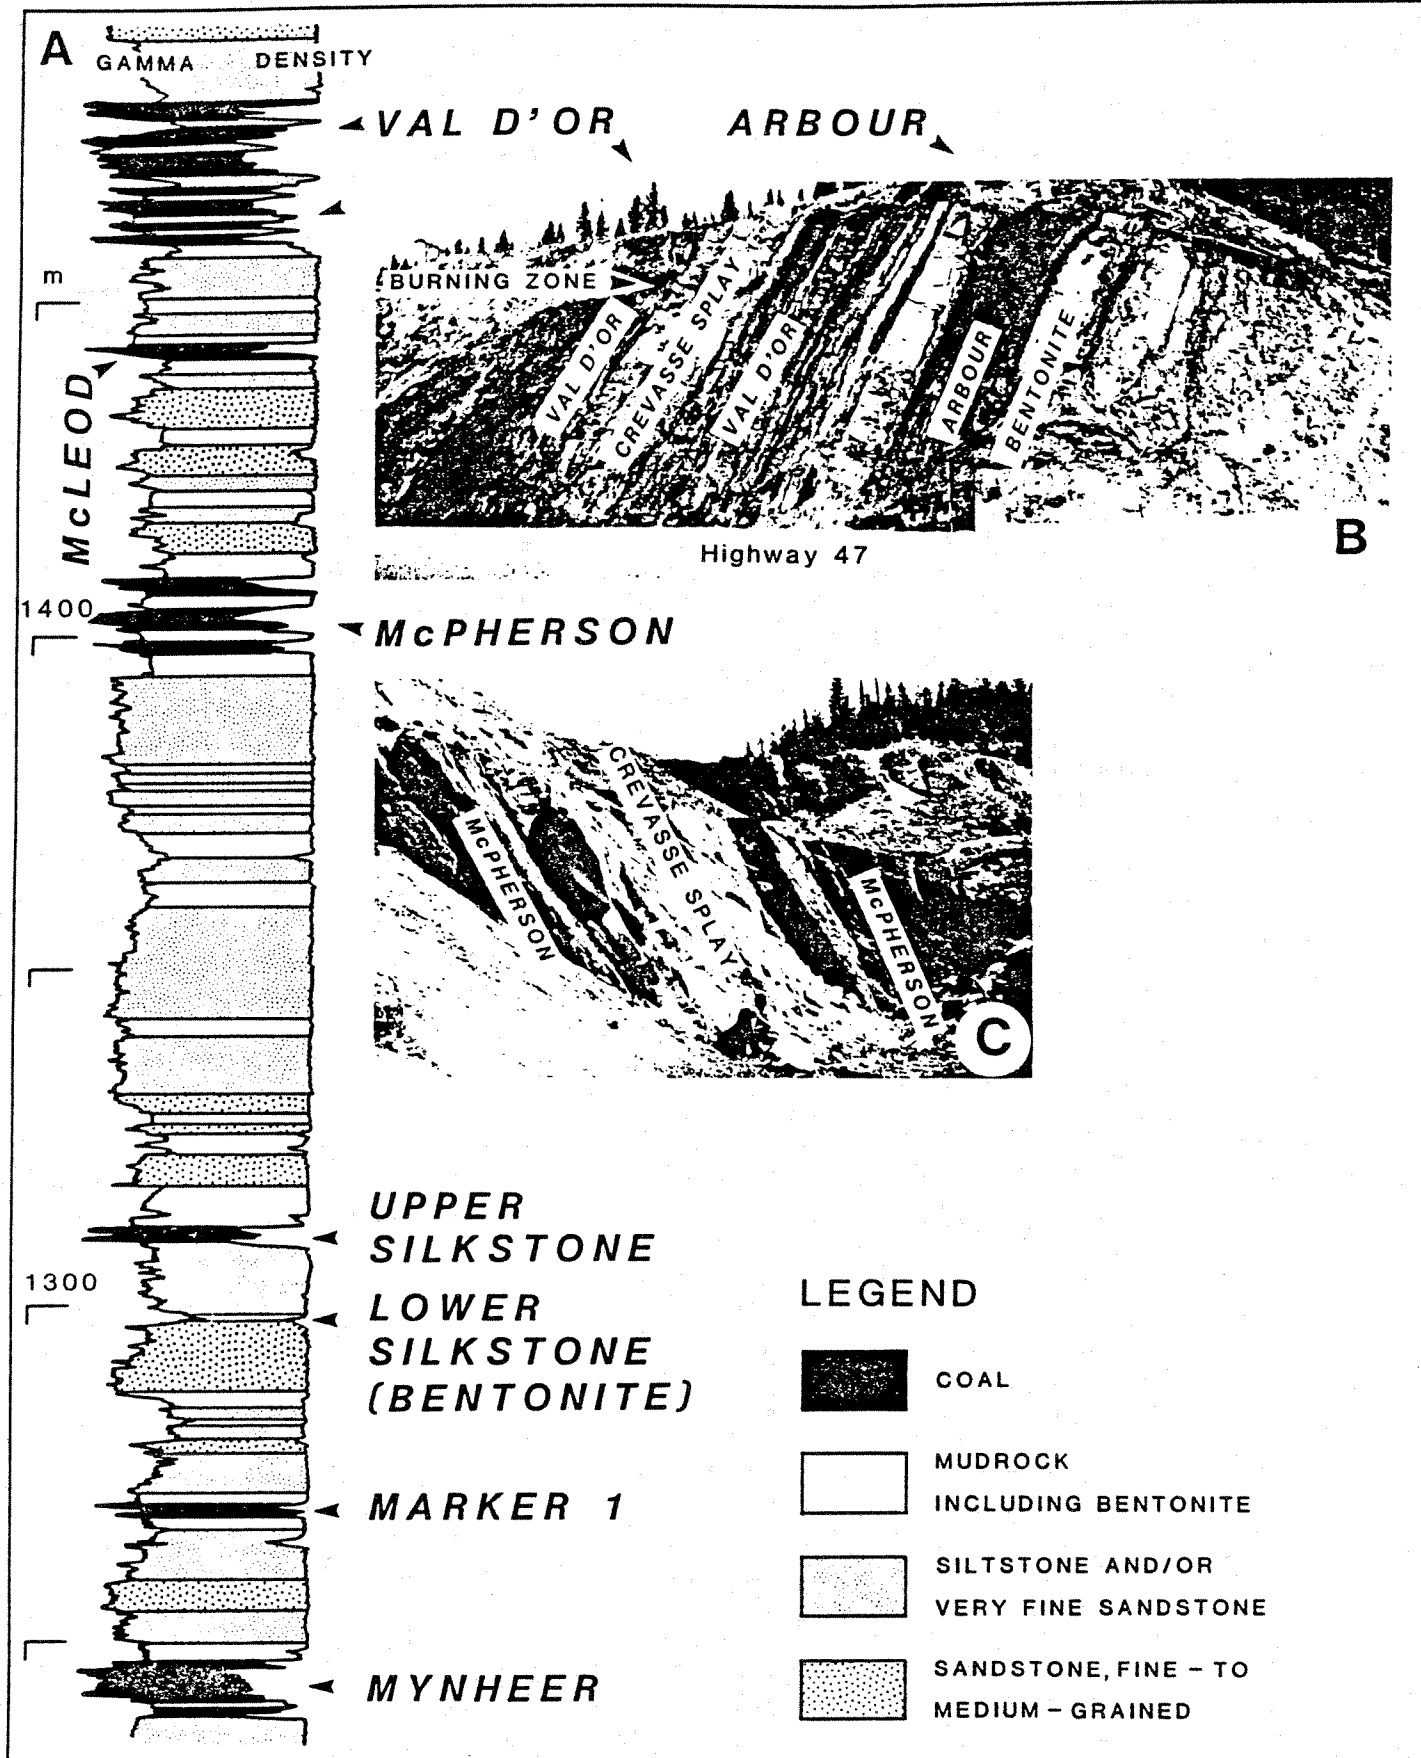 A
GAMMA DENSITY
VAL D'OR ARBOUR
m
BURNING ZONE
VAL D'OR
CREVASSE SPLAY
VAL D'OR
ARBOUR
BENTONITE
B
Highway 47
McLEOD
1400
McPHERSON
McPHERSON
CREVASSE SPLAY
McPHERSON
C
UPPER
SILKSTONE
1300
LOWER
SILKSTONE
(BENTONITE)
MARKER 1
MYNHEER
LEGEND
COAL
MUDROCK
INCLUDING BENTONITE
SILTSTONE AND/OR
VERY FINE SANDSTONE
SANDSTONE, FINE – TO
MEDIUM – GRAINED